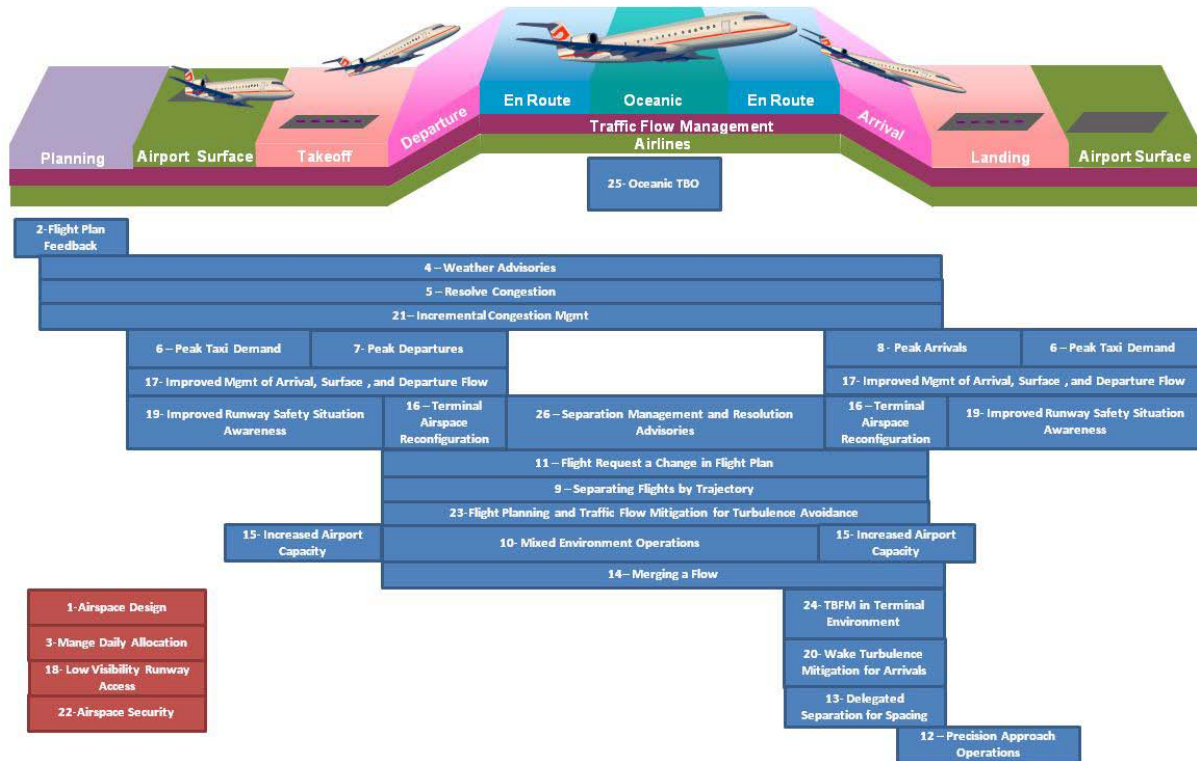 En Route
Oceanic
En Route
Departure
Arrival
Traffic Flow Management
Airlines
Planning
Airport Surface
Takeoff
Landing
Airport Surface
25- Oceanic TBO
2-Flight Plan
Feedback
4 – Weather Advisories
5 – Resolve Congestion
21– Incremental Congestion Mgmt
6 – Peak Taxi Demand
7- Peak Departures
8 - Peak Arrivals
6 – Peak Taxi Demand
17- Improved Mgmt of Arrival, Surface , and Departure Flow
17- Improved Mgmt of Arrival, Surface , and Departure Flow
19- Improved Runway Safety Situation
Awareness
16 – Terminal
Airspace
Reconfiguration
26 – Separation Management and Resolution
Advisories
16 – Terminal
Airspace
Reconfiguration
19- Improved Runway Safety Situation
Awareness
11 – Flight Request a Change in Flight Plan
9 – Separating Flights by Trajectory
23-Flight Planning and Traffic Flow Mitigation for Turbulence Avoidance
15- Increased Airport
Capacity
10- Mixed Environment Operations
15- Increased Airport
Capacity
14– Merging a Flow
1-Airspace Design
3-Mange Daily Allocation
18- Low Visibility Runway
Access
22-Airspace Security
24- TBFM in Terminal
Environment
20- Wake Turbulence
Mitigation for Arrivals
13- Delegated
Separation for Spacing
12 – Precision Approach
Operations